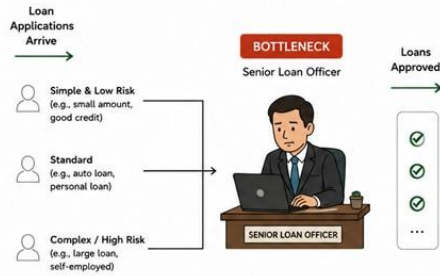 Loan
Applications
Arrive
BOTTLENECK
Senior Loan Officer
Loans
Approved
Simple & Low Risk
(e.g., small amount,
good credit)
Standard
(e.g., auto loan,
personal loan)
Complex / High Risk
(e.g., large loan,
self-employed)
SENIOR LOAN OFFICER
...